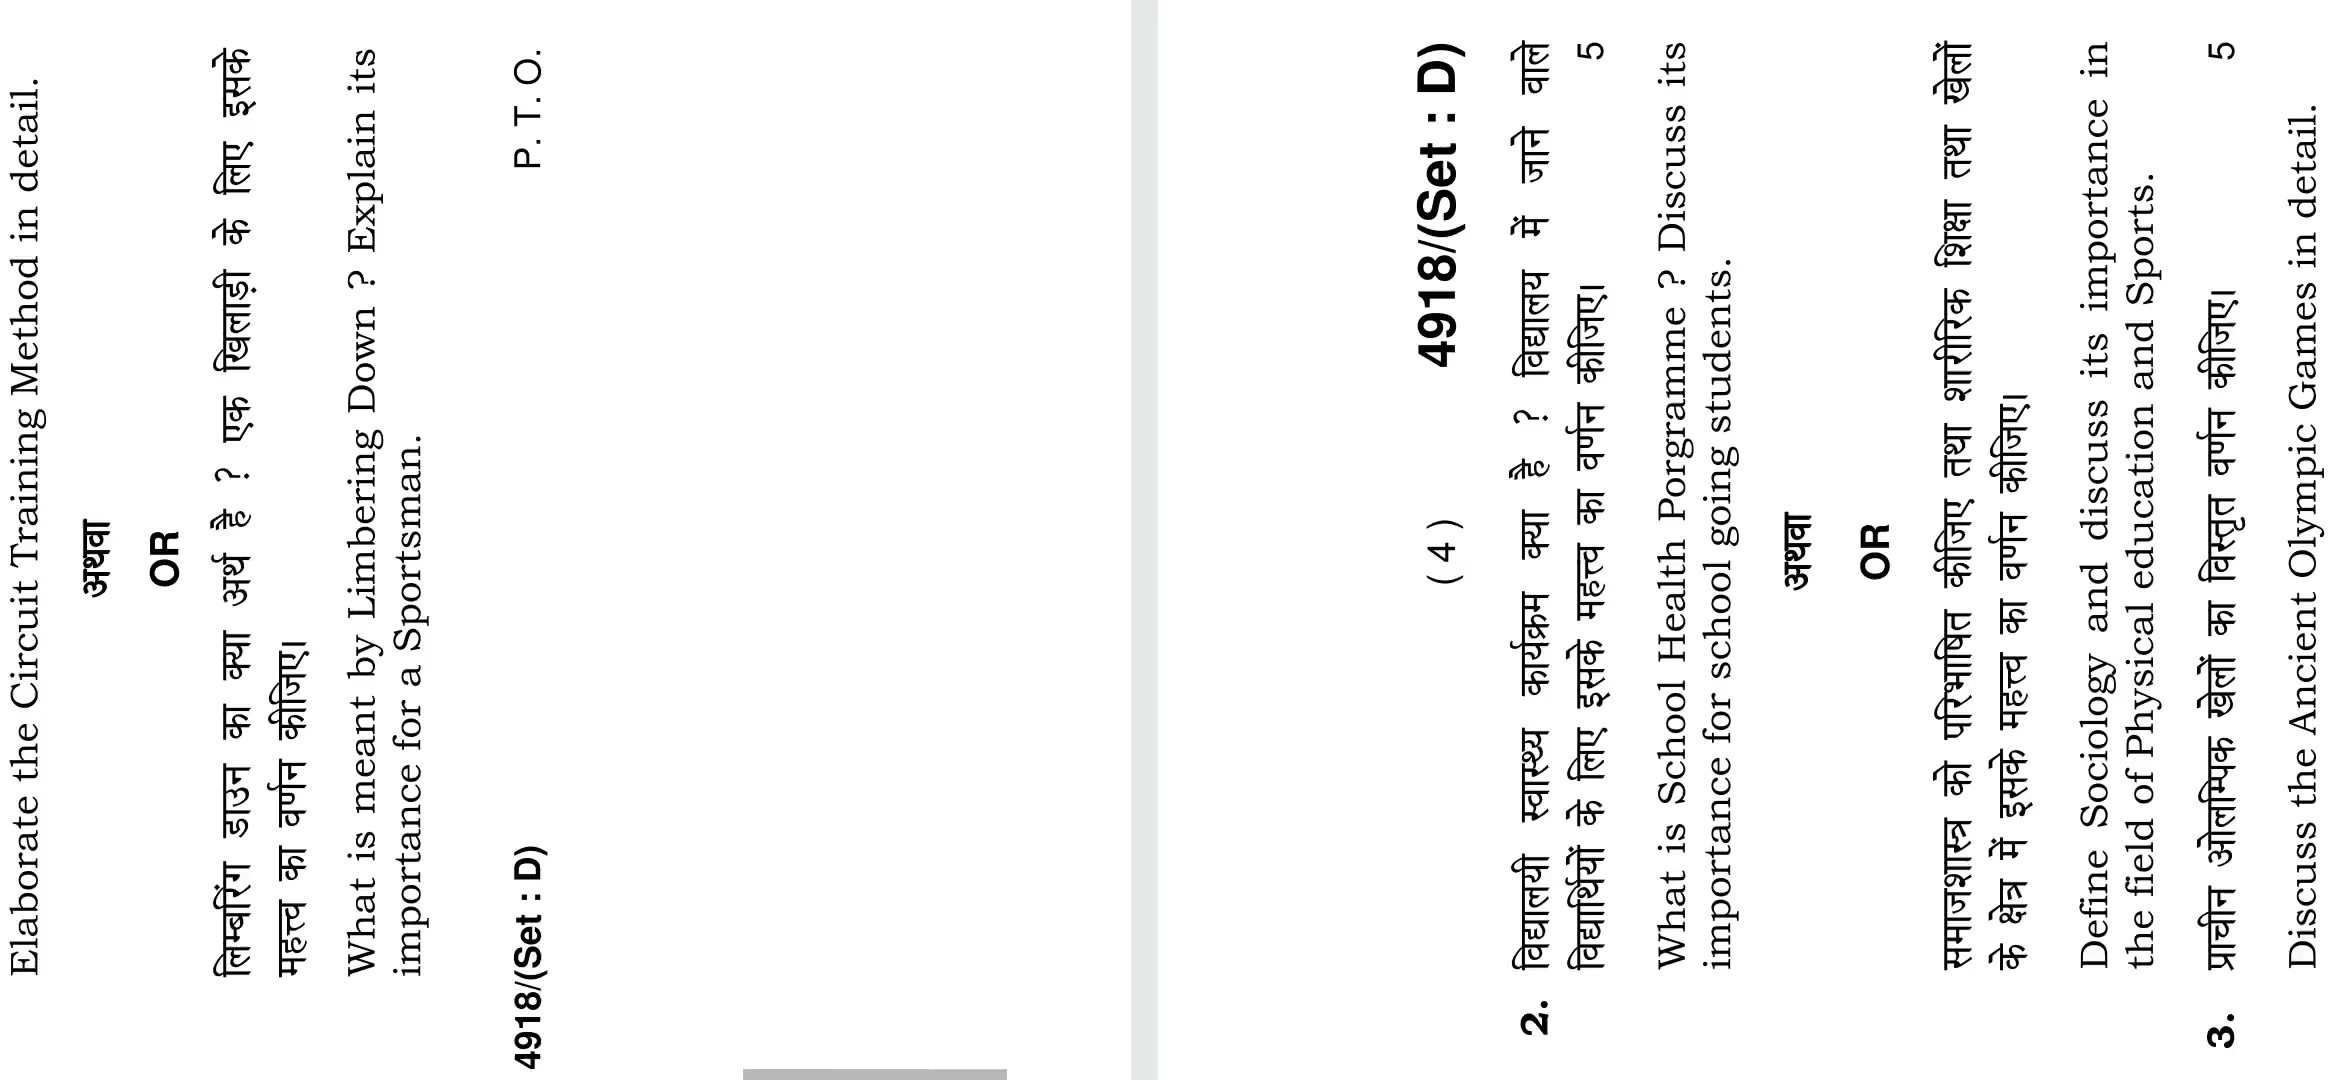 Elaborate the Circuit Training Method in detail.
अथवा
OR
लिम्बरिंग डाउन का क्या अर्थ है ? एक खिलाड़ी के लिए इसके
महत्त्व का वर्णन कीजिए।
What is meant by Limbering Down ? Explain its
importance for a Sportsman.
4918/(Set : D) P. T. O.
( 4 ) 4918/(Set : D)
2. विद्यालयी स्वास्थ्य कार्यक्रम क्या है ? विद्यालय में जाने वाले
विद्यार्थियों के लिए इसके महत्त्व का वर्णन कीजिए। 5
What is School Health Porgramme ? Discuss its
importance for school going students.
अथवा
OR
समाजशास्त्र को परिभाषित कीजिए तथा शारीरिक शिक्षा तथा खेलों
के क्षेत्र में इसके महत्त्व का वर्णन कीजिए।
Define Sociology and discuss its importance in
the field of Physical education and Sports.
3. प्राचीन ओलम्पिक खेलों का विस्तृत वर्णन कीजिए। 5
Discuss the Ancient Olympic Games in detail.